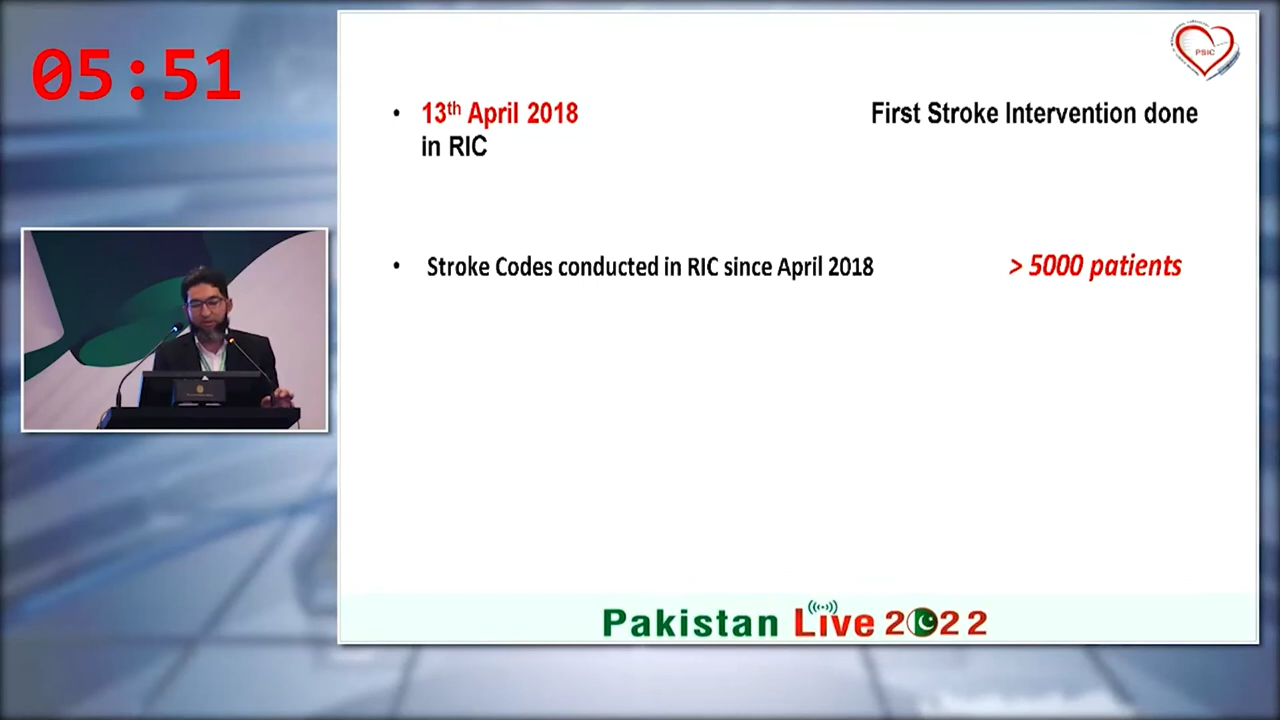 05:51
PSIC
• 13th April 2018 First Stroke Intervention done
in RIC
• Stroke Codes conducted in RIC since April 2018 > 5000 patients
Pakistan Live 2022